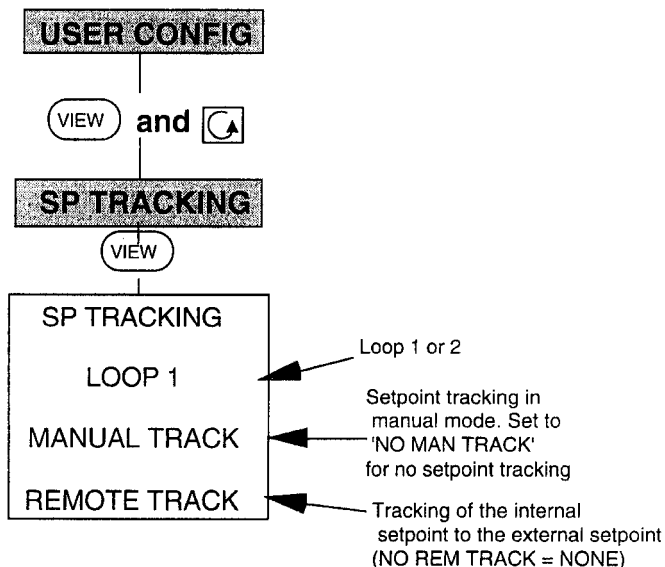 USER CONFIG
VIEW and
SP TRACKING
VIEW
SP TRACKING
LOOP 1
Loop 1 or 2
MANUAL TRACK
Setpoint tracking in
manual mode. Set to
'NO MAN TRACK'
for no setpoint tracking
REMOTE TRACK
Tracking of the internal
setpoint to the external setpoint
(NO REM TRACK = NONE)